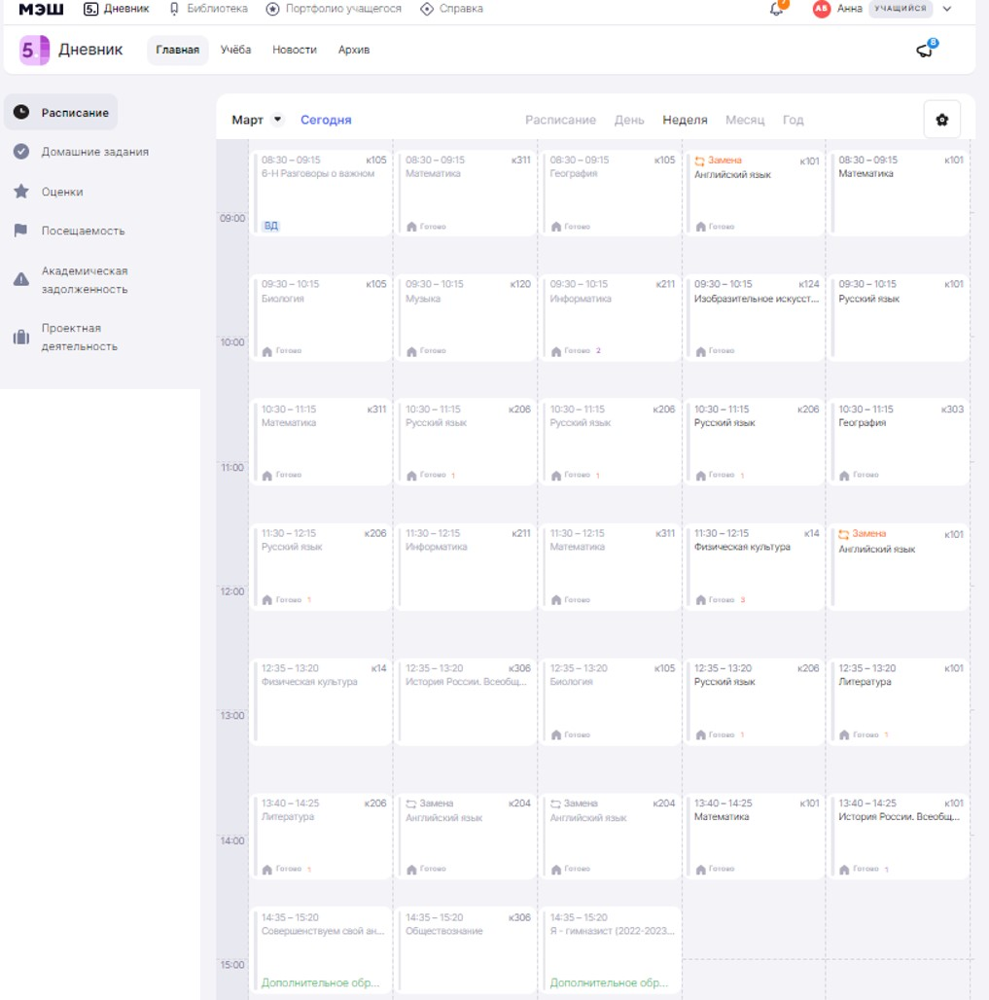 МЭШ
5. Дневник
Библиотека
Портфолио учащегося
Справка
7
АВ Анна УЧАЩИЙСЯ
5. Дневник
Главная
Учёба
Новости
Архив
8
Расписание
Домашние задания
Оценки
Посещаемость
Академическая
задолженность
Проектная
деятельность
Март
Сегодня
Расписание
День
Неделя
Месяц
Год
08:30 – 09:15 к105
6-Н Разговоры о важном
ВД
08:30 – 09:15 к311
Математика
Готово
08:30 – 09:15 к105
География
Готово
Замена к101
Английский язык
Готово
08:30 – 09:15 к101
Математика
09:00
09:30 – 10:15 к105
Биология
Готово
09:30 – 10:15 к120
Музыка
Готово
09:30 – 10:15 к211
Информатика
Готово 2
09:30 – 10:15 к124
Изобразительное искусст...
Готово
09:30 – 10:15 к101
Русский язык
10:00
10:30 – 11:15 к311
Математика
Готово
10:30 – 11:15 к206
Русский язык
Готово 1
10:30 – 11:15 к206
Русский язык
Готово 1
10:30 – 11:15 к206
Русский язык
Готово 1
10:30 – 11:15 к303
География
Готово
11:00
11:30 – 12:15 к206
Русский язык
Готово 1
11:30 – 12:15 к211
Информатика
11:30 – 12:15 к311
Математика
Готово
11:30 – 12:15 к14
Физическая культура
Готово 3
Замена к101
Английский язык
12:00
12:35 – 13:20 к14
Физическая культура
12:35 – 13:20 к306
История России. Всеобщ...
12:35 – 13:20 к105
Биология
Готово
12:35 – 13:20 к206
Русский язык
Готово 1
12:35 – 13:20 к101
Литература
Готово 1
13:00
13:40 – 14:25 к206
Литература
Готово 1
Замена к204
Английский язык
Готово
Замена к204
Английский язык
Готово
13:40 – 14:25 к101
Математика
Готово
13:40 – 14:25 к101
История России. Всеобщ...
Готово 1
14:00
14:35 – 15:20
Совершенствуем свой ан...
Дополнительное обр...
14:35 – 15:20 к306
Обществознание
14:35 – 15:20
Я - гимназист (2022-2023...
Дополнительное обр...
15:00